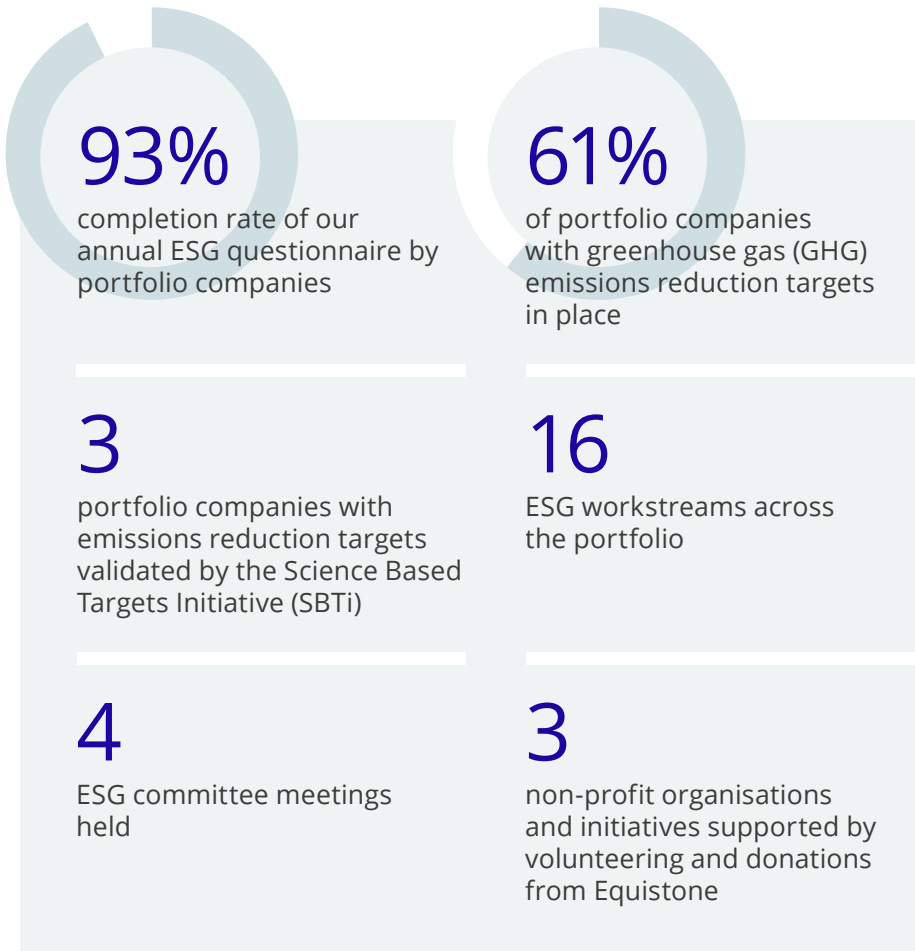 93%
completion rate of our
annual ESG questionnaire by
portfolio companies
61%
of portfolio companies
with greenhouse gas (GHG)
emissions reduction targets
in place
3
portfolio companies with
emissions reduction targets
validated by the Science Based
Targets Initiative (SBTi)
16
ESG workstreams across
the portfolio
4
ESG committee meetings
held
3
non-profit organisations
and initiatives supported by
volunteering and donations
from Equistone